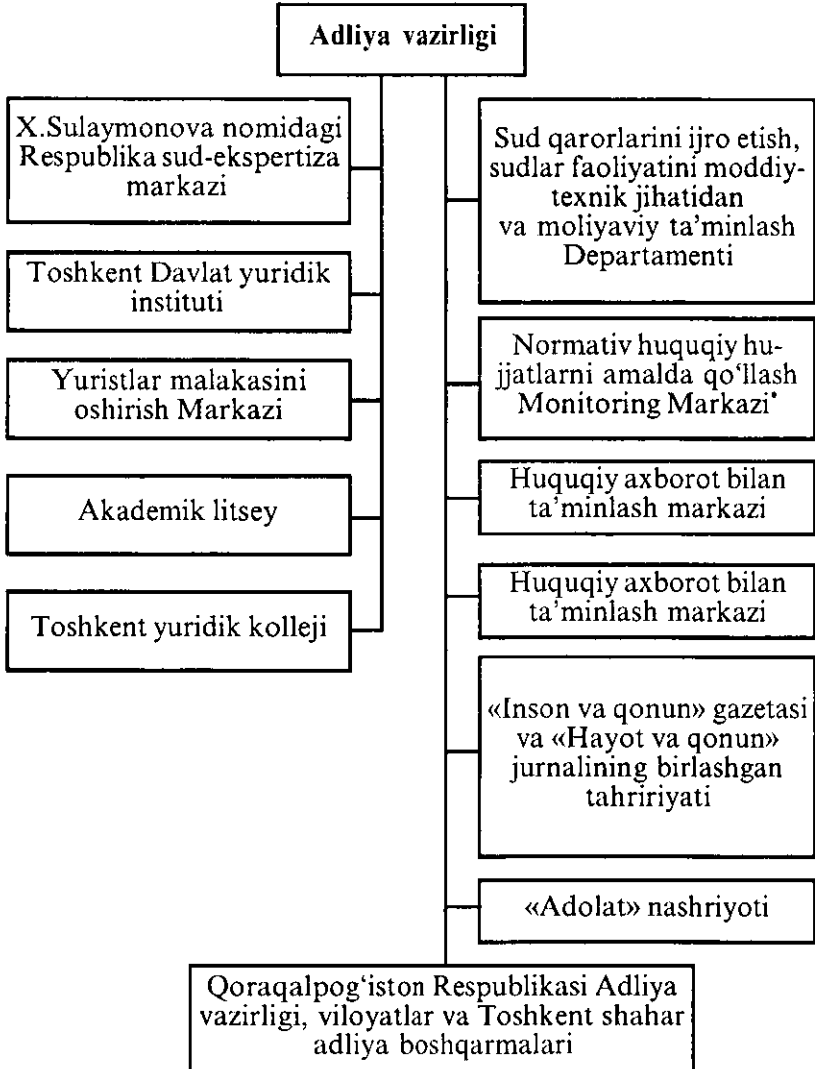 Adliya vazirligi
X.Sulaymonova nomidagi
Respublika sud-ekspertiza
markazi
Toshkent Davlat yuridik
instituti
Yuristlar malakasini
oshirish Markazi
Akademik litsey
Toshkent yuridik kolleji
Sud qarorlarini ijro etish,
sudlar faoliyatini moddiy-
texnik jihatidan
va moliyaviy ta’minlash
Departamenti
Normativ huquqiy hu-
jjatlarni amalda qo‘llash
Monitoring Markazi*
Huquqiy axborot bilan
ta’minlash markazi
Huquqiy axborot bilan
ta’minlash markazi
«Inson va qonun» gazetasi
va «Hayot va qonun»
jurnalining birlashgan
tahririyati
«Adolat» nashriyoti
Qoraqalpog‘iston Respublikasi Adliya
vazirligi, viloyatlar va Toshkent shahar
adliya boshqarmalari